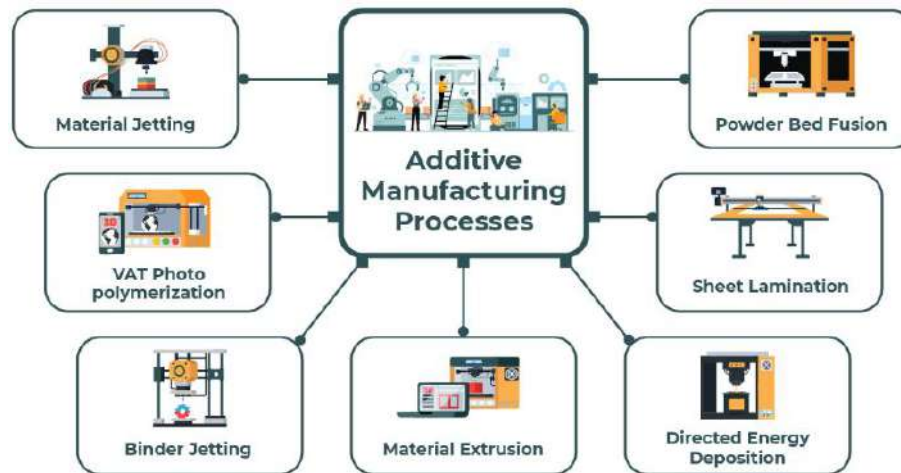 Additive
Manufacturing
Processes
Material Jetting
Powder Bed Fusion
VAT Photo
polymerization
Sheet Lamination
Binder Jetting
Material Extrusion
Directed Energy
Deposition